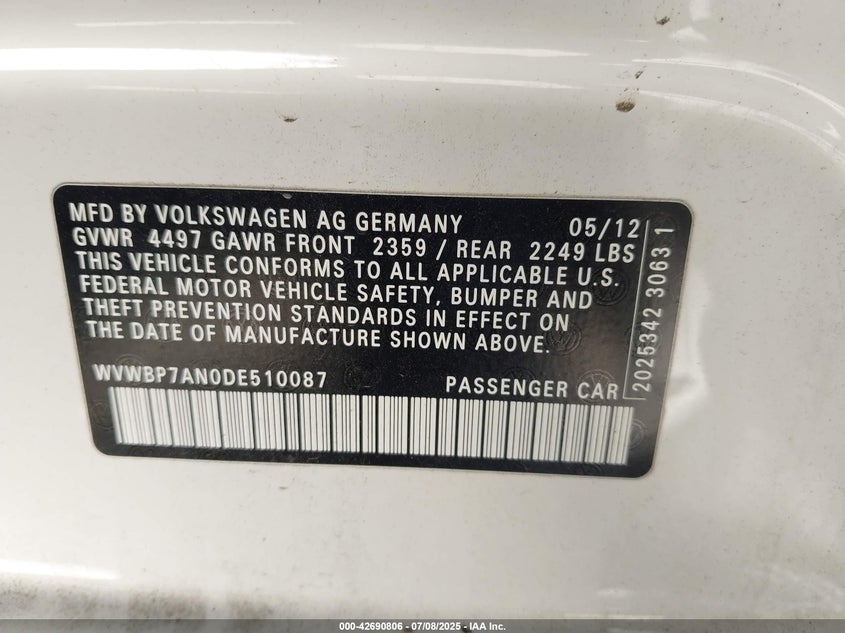 MFD BY VOLKSWAGEN AG GERMANY 05/12
GVWR 4497 GAWR FRONT 2359 / REAR 2249 LBS
THIS VEHICLE CONFORMS TO ALL APPLICABLE U.S.
FEDERAL MOTOR VEHICLE SAFETY, BUMPER AND
THEFT PREVENTION STANDARDS IN EFFECT ON
THE DATE OF MANUFACTURE SHOWN ABOVE.
WVWBP7AN0DE510087 PASSENGER CAR
2025342 3063 1
000-42690806 - 07/08/2025 - IAA Inc.